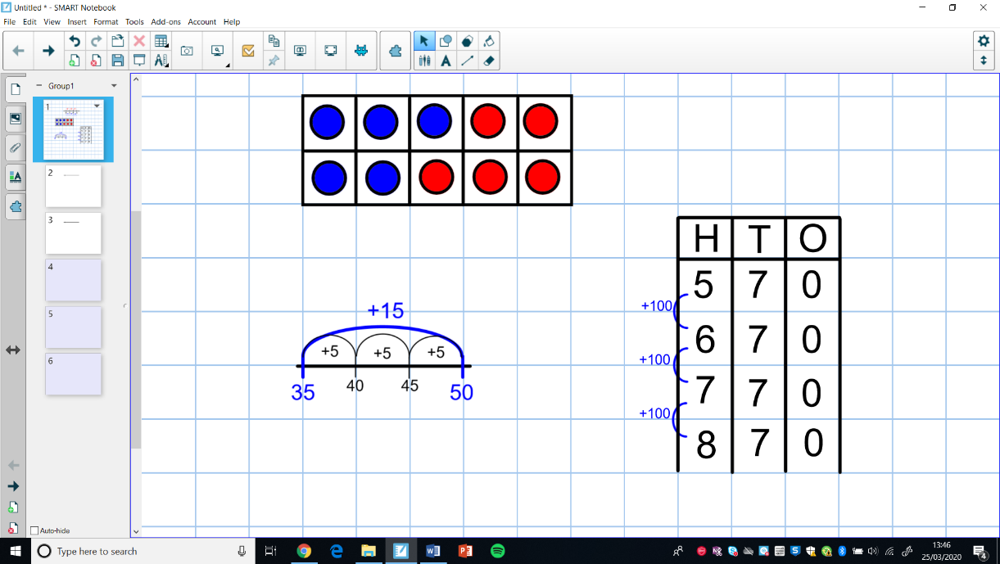 Untitled * - SMART Notebook
File Edit View Insert Format Tools Add-ons Account Help
Group1
1
2
3
4
5
6
Auto-hide
H T O
5 7 0
+100
6 7 0
+100
7 7 0
+100
8 7 0
+15
+5 +5 +5
35 40 45 50
Type here to search
13:46
25/03/2020
4